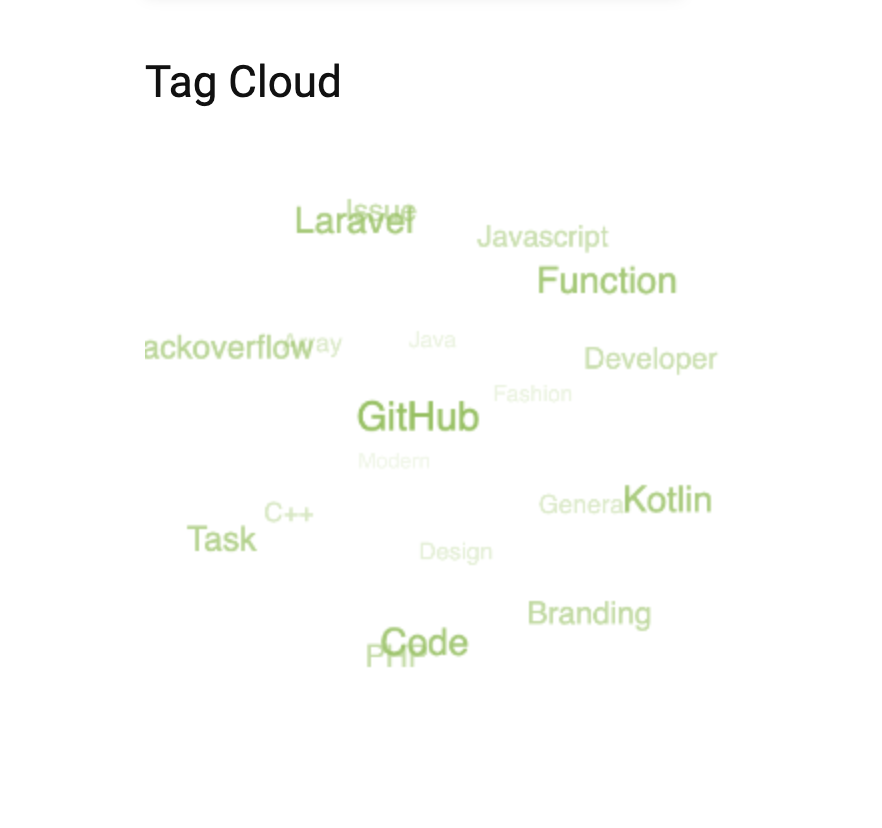 Tag Cloud
Issue
Laravel
Javascript
Function
Java
ackoverflow
Array
Developer
Fashion
GitHub
Modern
Kotlin
Genera
C++
Task
Design
Branding
Code
PHP